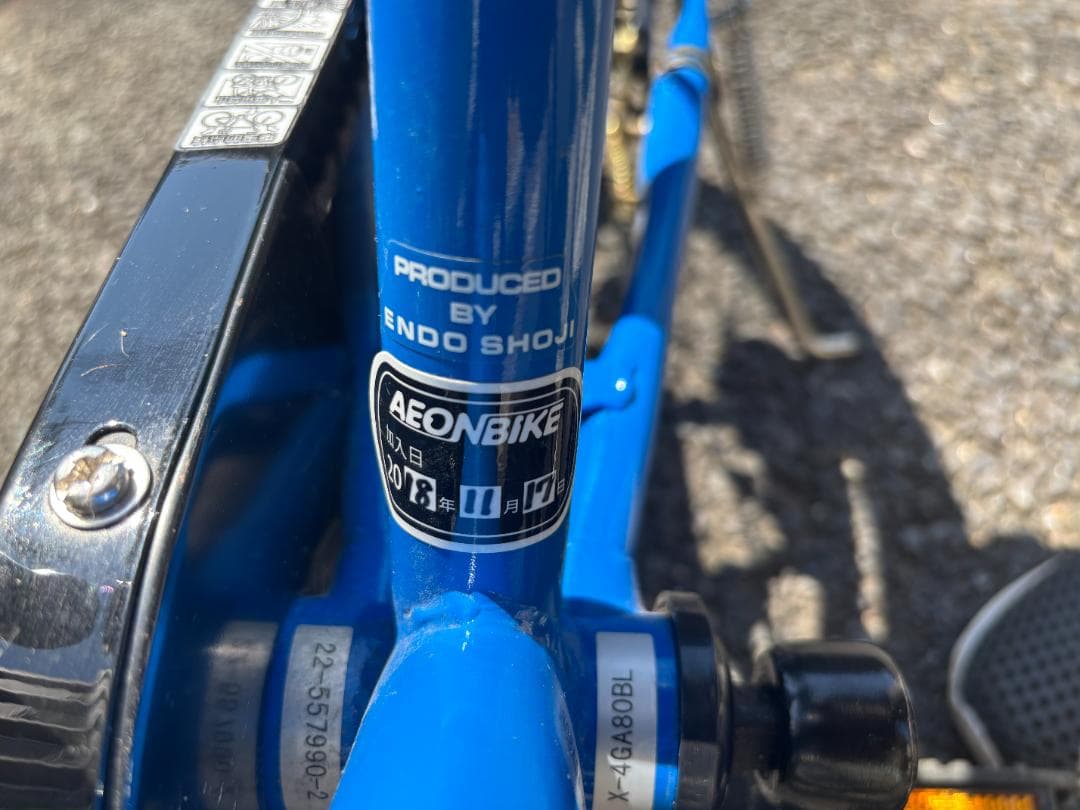 PRODUCED
BY
ENDO SHOJI
AEONBIKE
加入日
2018年 11月 17日
22-557990-2
X-4GA80BL